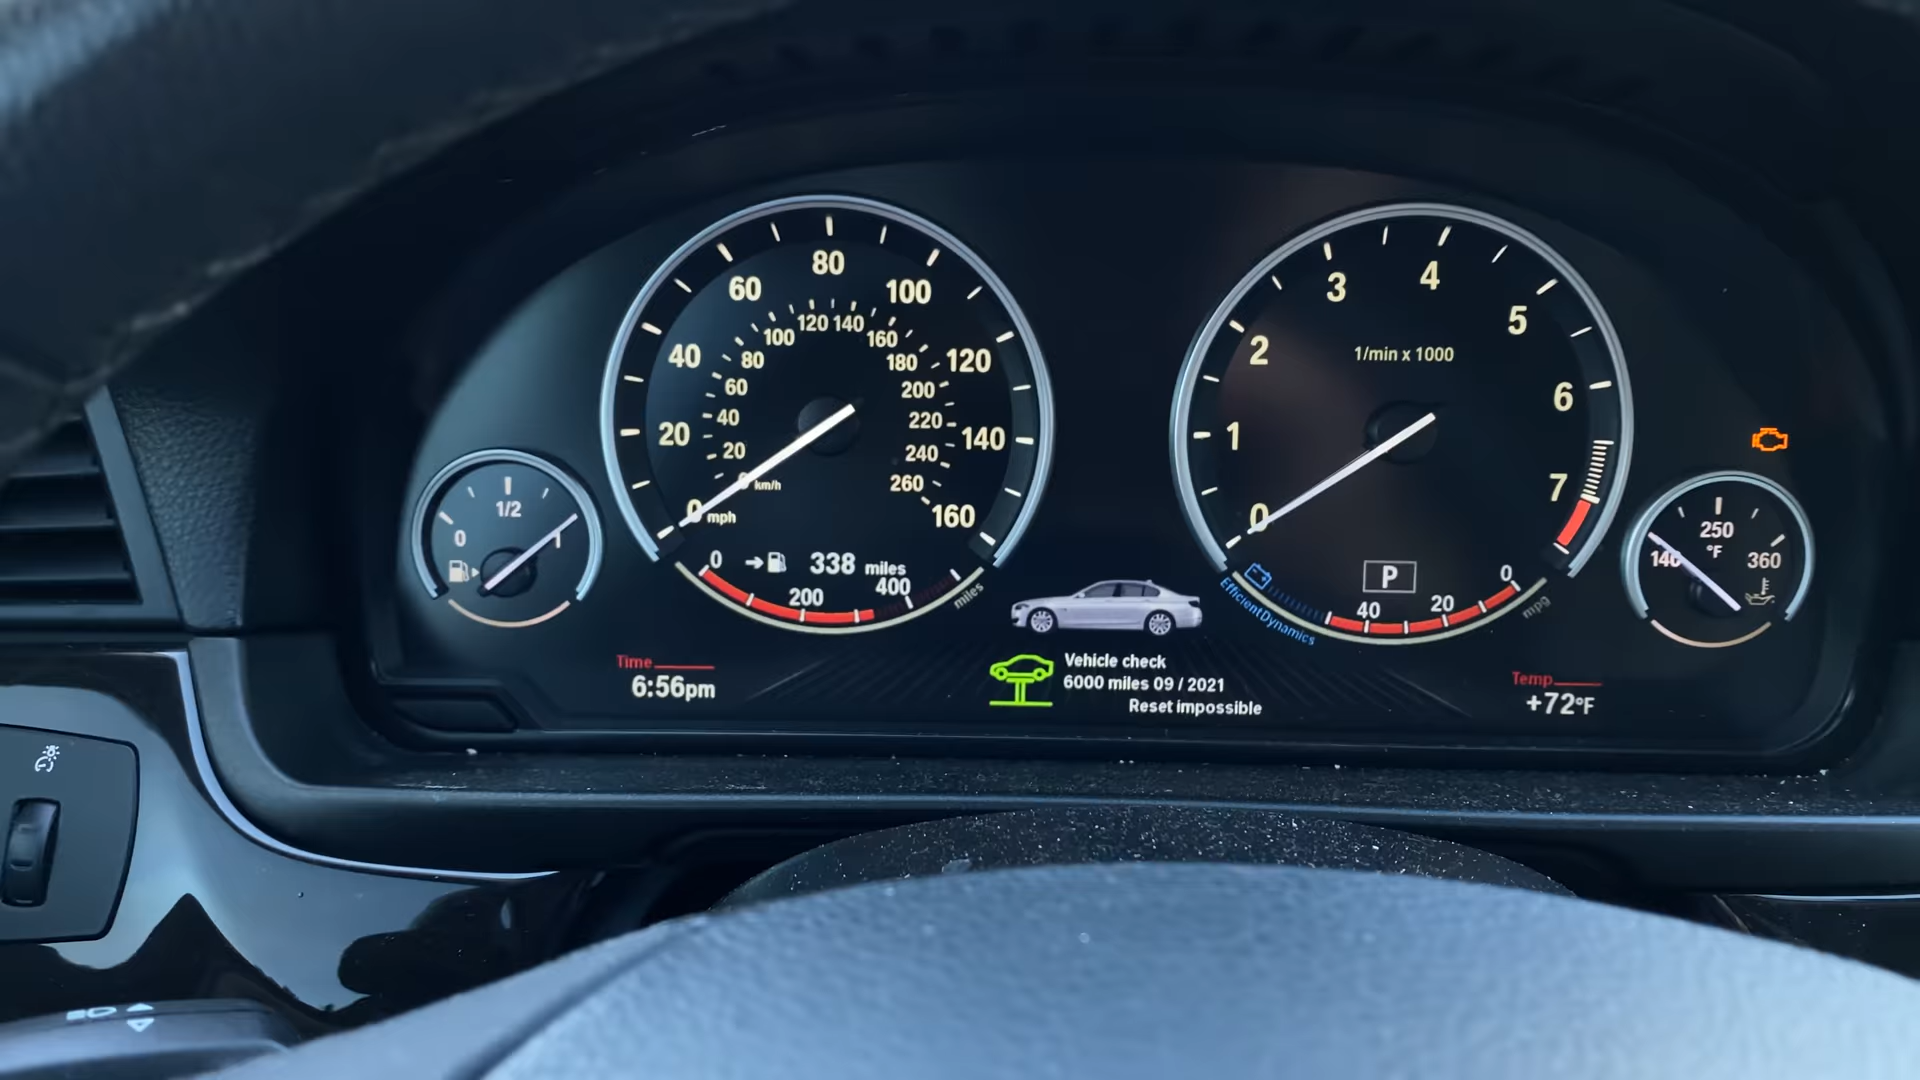 80
60
100
40
120
20
140
0
mph
160
120
140
100
160
80
180
60
200
40
220
20
240
0
km/h
260
0
338 miles
200
400
miles
3
4
2
5
1/min x 1000
1
6
0
7
P
0
40
20
mpg
EfficientDynamics
0
1/2
1
250
°F
140
360
Time
6:56pm
Vehicle check
6000 miles 09 / 2021
Reset impossible
Temp
+72°F